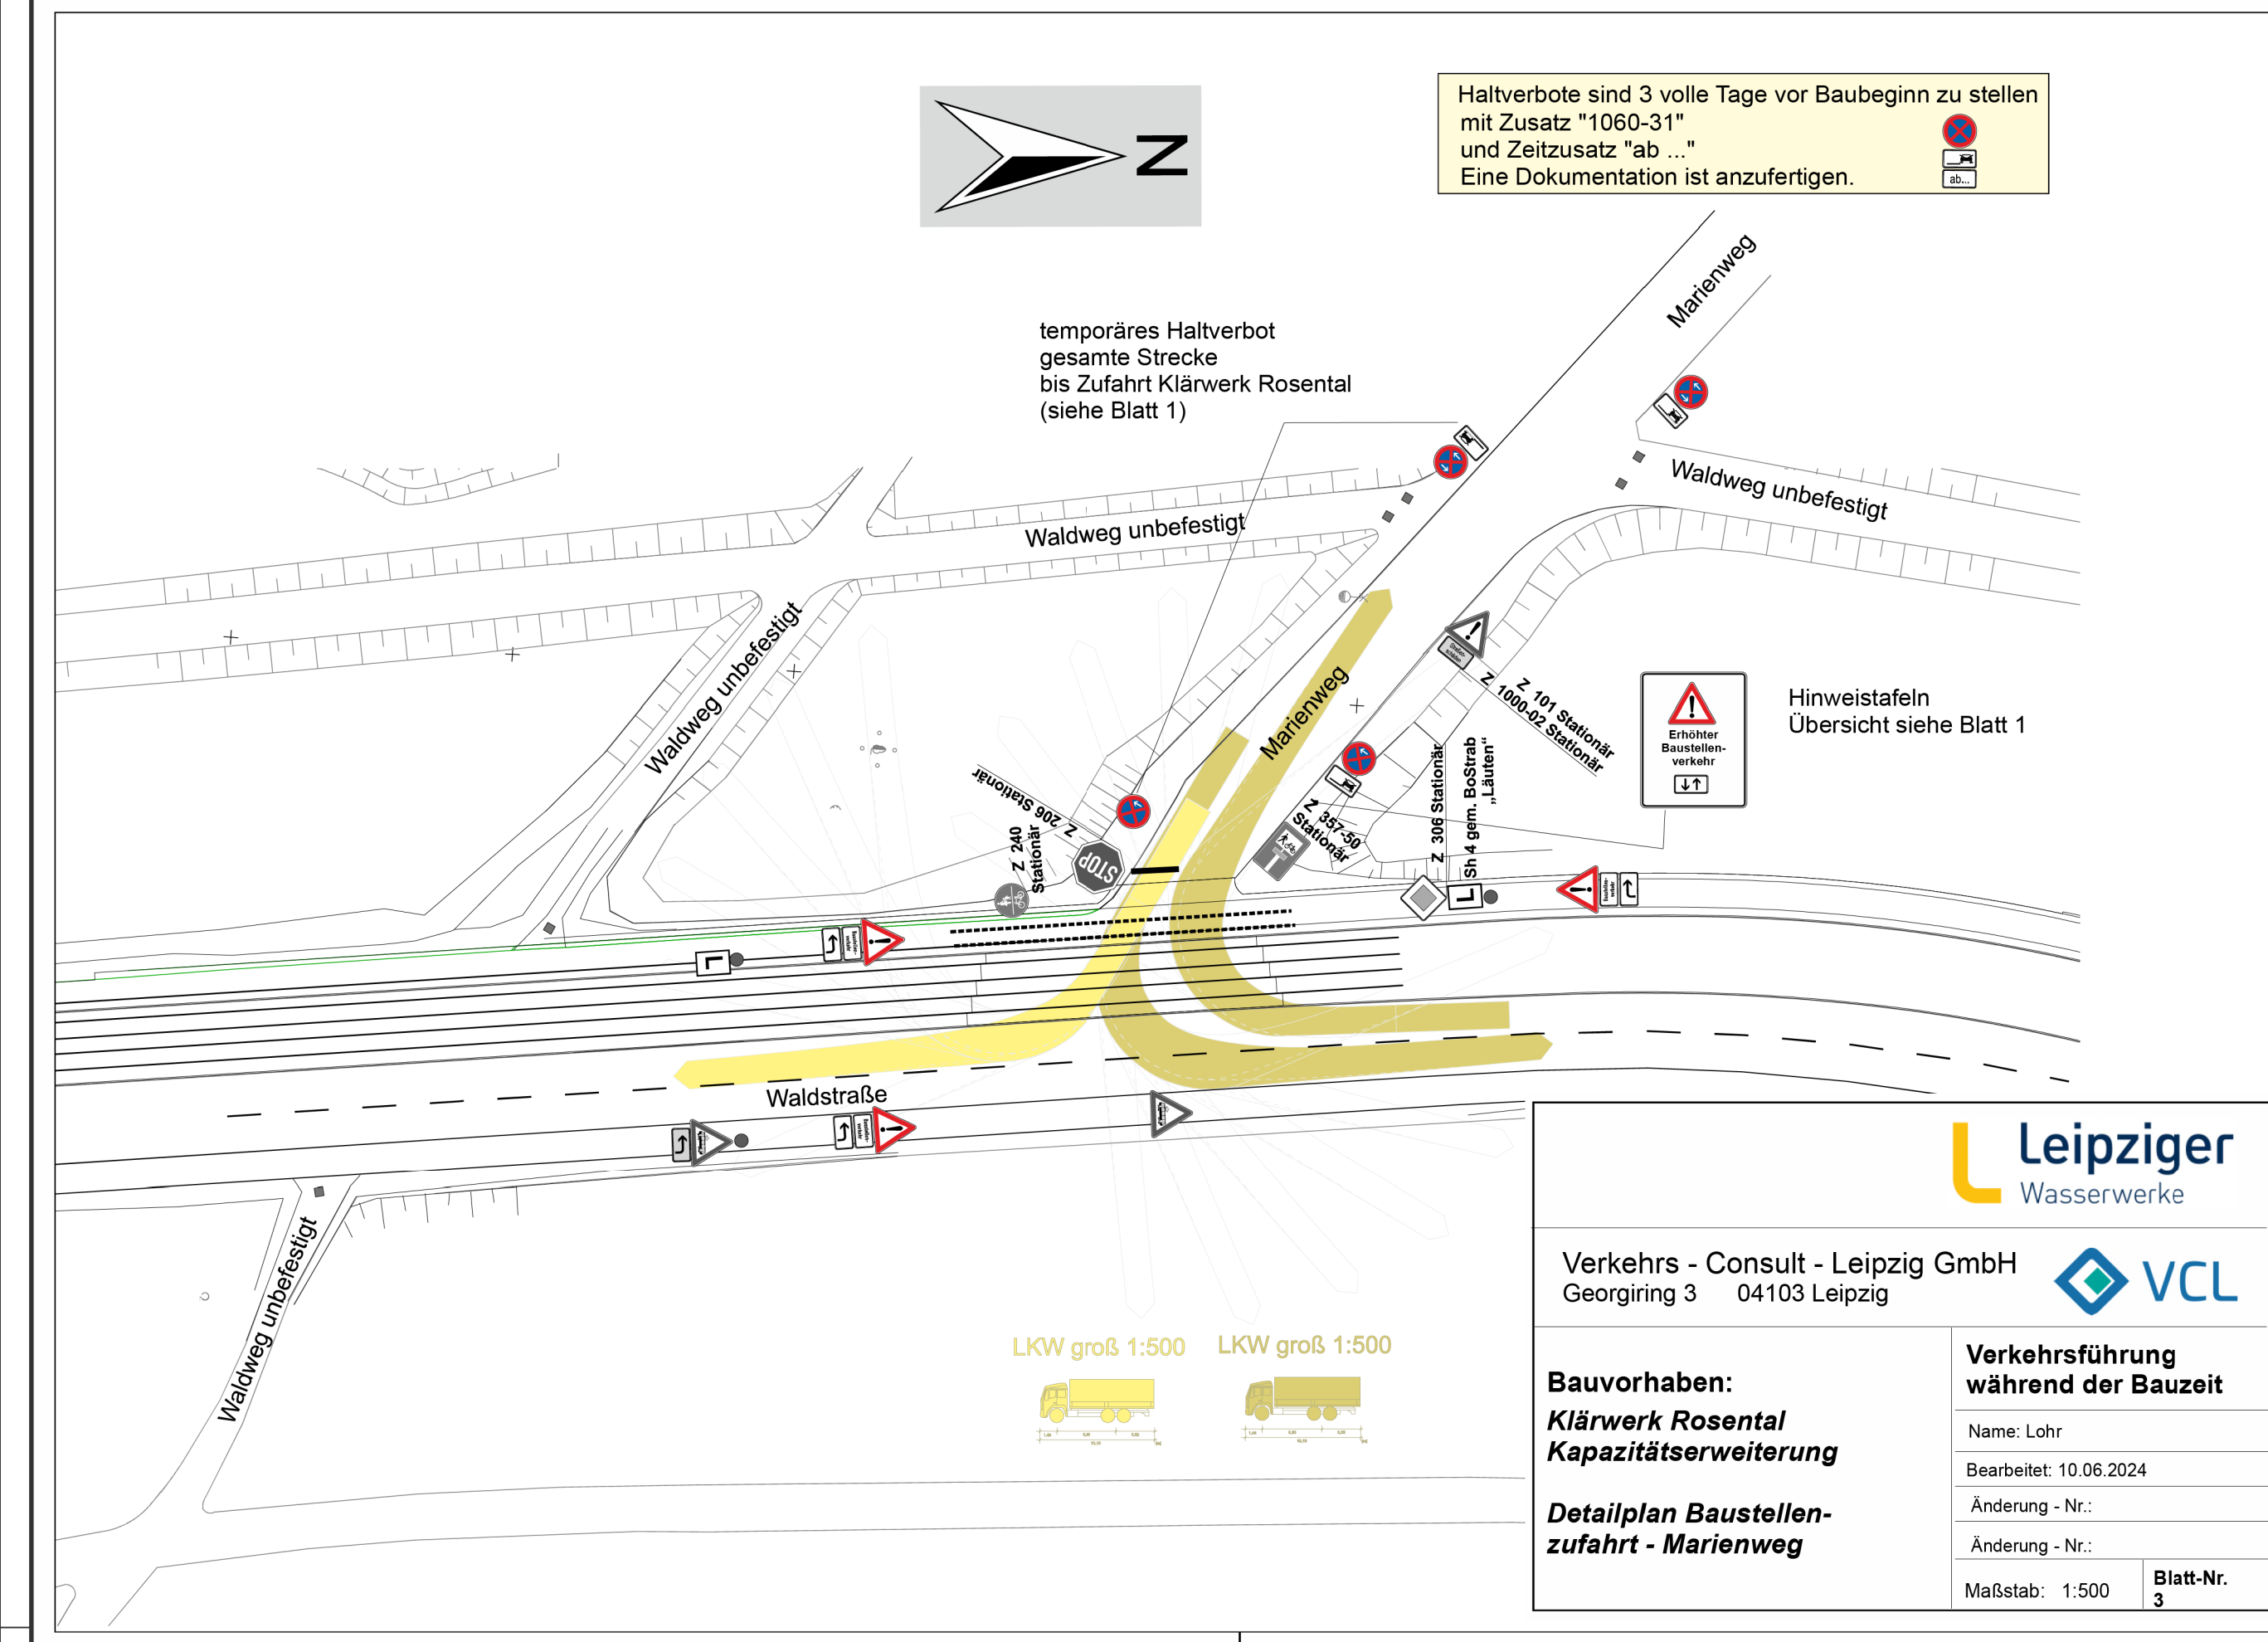 N
Haltverbote sind 3 volle Tage vor Baubeginn zu stellen
mit Zusatz "1060-31"
und Zeitzusatz "ab ..."
Eine Dokumentation ist anzufertigen.
ab...
Marienweg
temporäres Haltverbot
gesamte Strecke
bis Zufahrt Klärwerk Rosental
(siehe Blatt 1)
Waldweg unbefestigt
Waldweg unbefestigt
Waldweg unbefestigt
Marienweg
Z 101 Stationär
Z 1000-02 Stationär
Erhöhter
Baustellen-
verkehr
Hinweistafeln
Übersicht siehe Blatt 1
Z 206 Stationär
Z 240
Stationär
STOP
Z 357-50
Stationär
Z 306 Stationär
Sh 4 gem. BoStrab
„Läuten“
L
L
Baustellen-
verkehr
Baustellen-
verkehr
Waldstraße
Baustellen-
verkehr
Waldweg unbefestigt
LKW groß 1:500
LKW groß 1:500
Leipziger
Wasserwerke
Verkehrs - Consult - Leipzig GmbH
Georgiring 3 04103 Leipzig
VCL
Bauvorhaben:
Klärwerk Rosental
Kapazitätserweiterung
Detailplan Baustellen-
zufahrt - Marienweg
Verkehrsführung
während der Bauzeit
Name: Lohr
Bearbeitet: 10.06.2024
Änderung - Nr.:
Änderung - Nr.:
Maßstab: 1:500
Blatt-Nr.
3